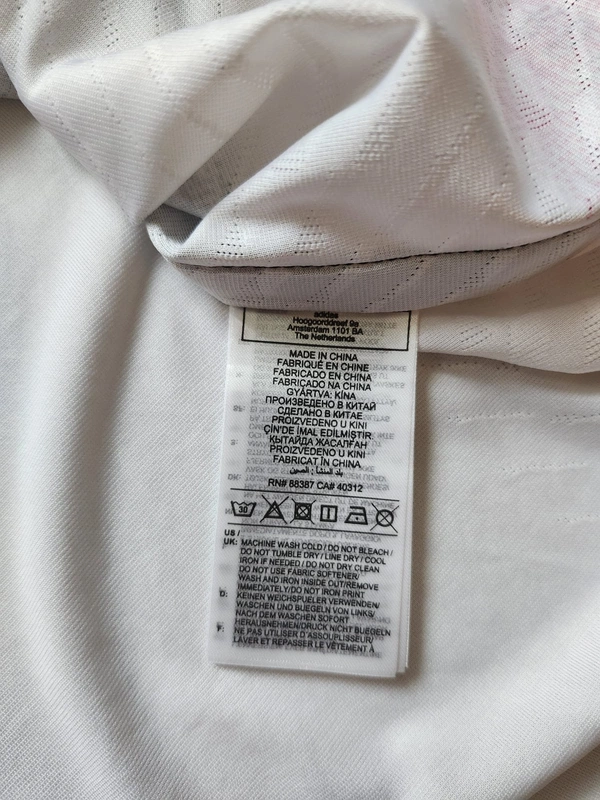 adidas
Hoogoorddreef 9a
Amsterdam 1101 BA
The Netherlands
MADE IN CHINA
FABRIQUÉ EN CHINE
FABRICADO EN CHINA
FABRICADO NA CHINA
GYÁRTVA: KÍNA
ПРОИЗВЕДЕНО В КИТАЙ
СДЕЛАНО В КИТАЕ
PROIZVEDENO U KINI
ÇİN'DE İMAL EDİLMİŞTİR
ҚЫТАЙДА ЖАСАЛҒАН
PROIZVEDENO U KINI
FABRICAT ÎN CHINA
بلد المنشأ : الصين
RN# 88387 CA# 40312
30
US /
UK: MACHINE WASH COLD / DO NOT BLEACH /
DO NOT TUMBLE DRY / LINE DRY / COOL
IRON IF NEEDED / DO NOT DRY CLEAN
DO NOT USE FABRIC SOFTENER/
WASH AND IRON INSIDE OUT/REMOVE
IMMEDIATELY/DO NOT IRON PRINT
D: KEINEN WEICHSPUELER VERWENDEN/
WASCHEN UND BUEGELN VON LINKS/
NACH DEM WASCHEN SOFORT
HERAUSNEHMEN/DRUCK NICHT BUEGELN
F: NE PAS UTILISER D'ASSOUPLISSEUR/
LAVER ET REPASSER LE VÊTEMENT À